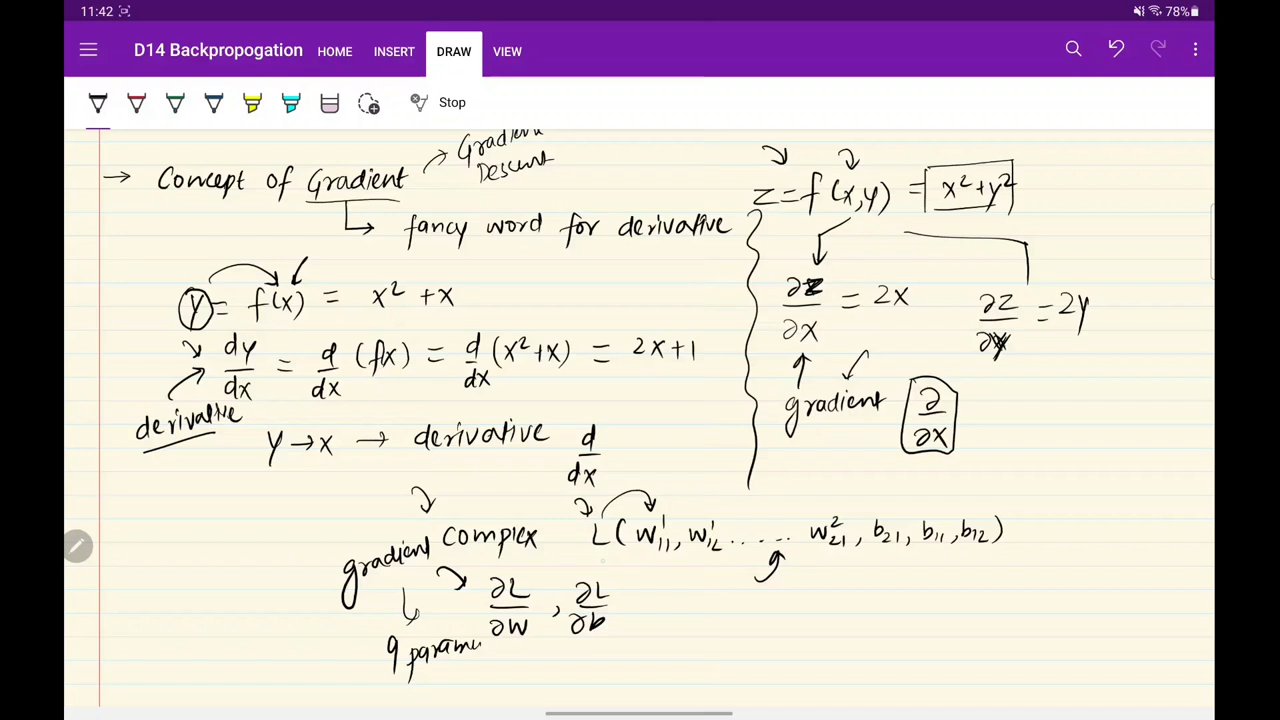 11:42 78%
D14 Backpropogation HOME INSERT DRAW VIEW
Stop
→ Concept of Gradient → Gradient Descent
↳ fancy word for derivative
y = f(x) = x² + x
dy/dx = d/dx (f(x) = d/dx (x²+x) = 2x+1
derivative
y → x → derivative d/dx
z = f(x,y) = x²+y²
∂z/∂x = 2x ∂z/∂y = 2y
gradient ∂/∂x
complex L(w¹₁₁, w¹₁₂ . . . . . . w²₂₁, b₂₁, b₁₁, b₁₂)
gradient ∂L/∂w , ∂L/∂b
9